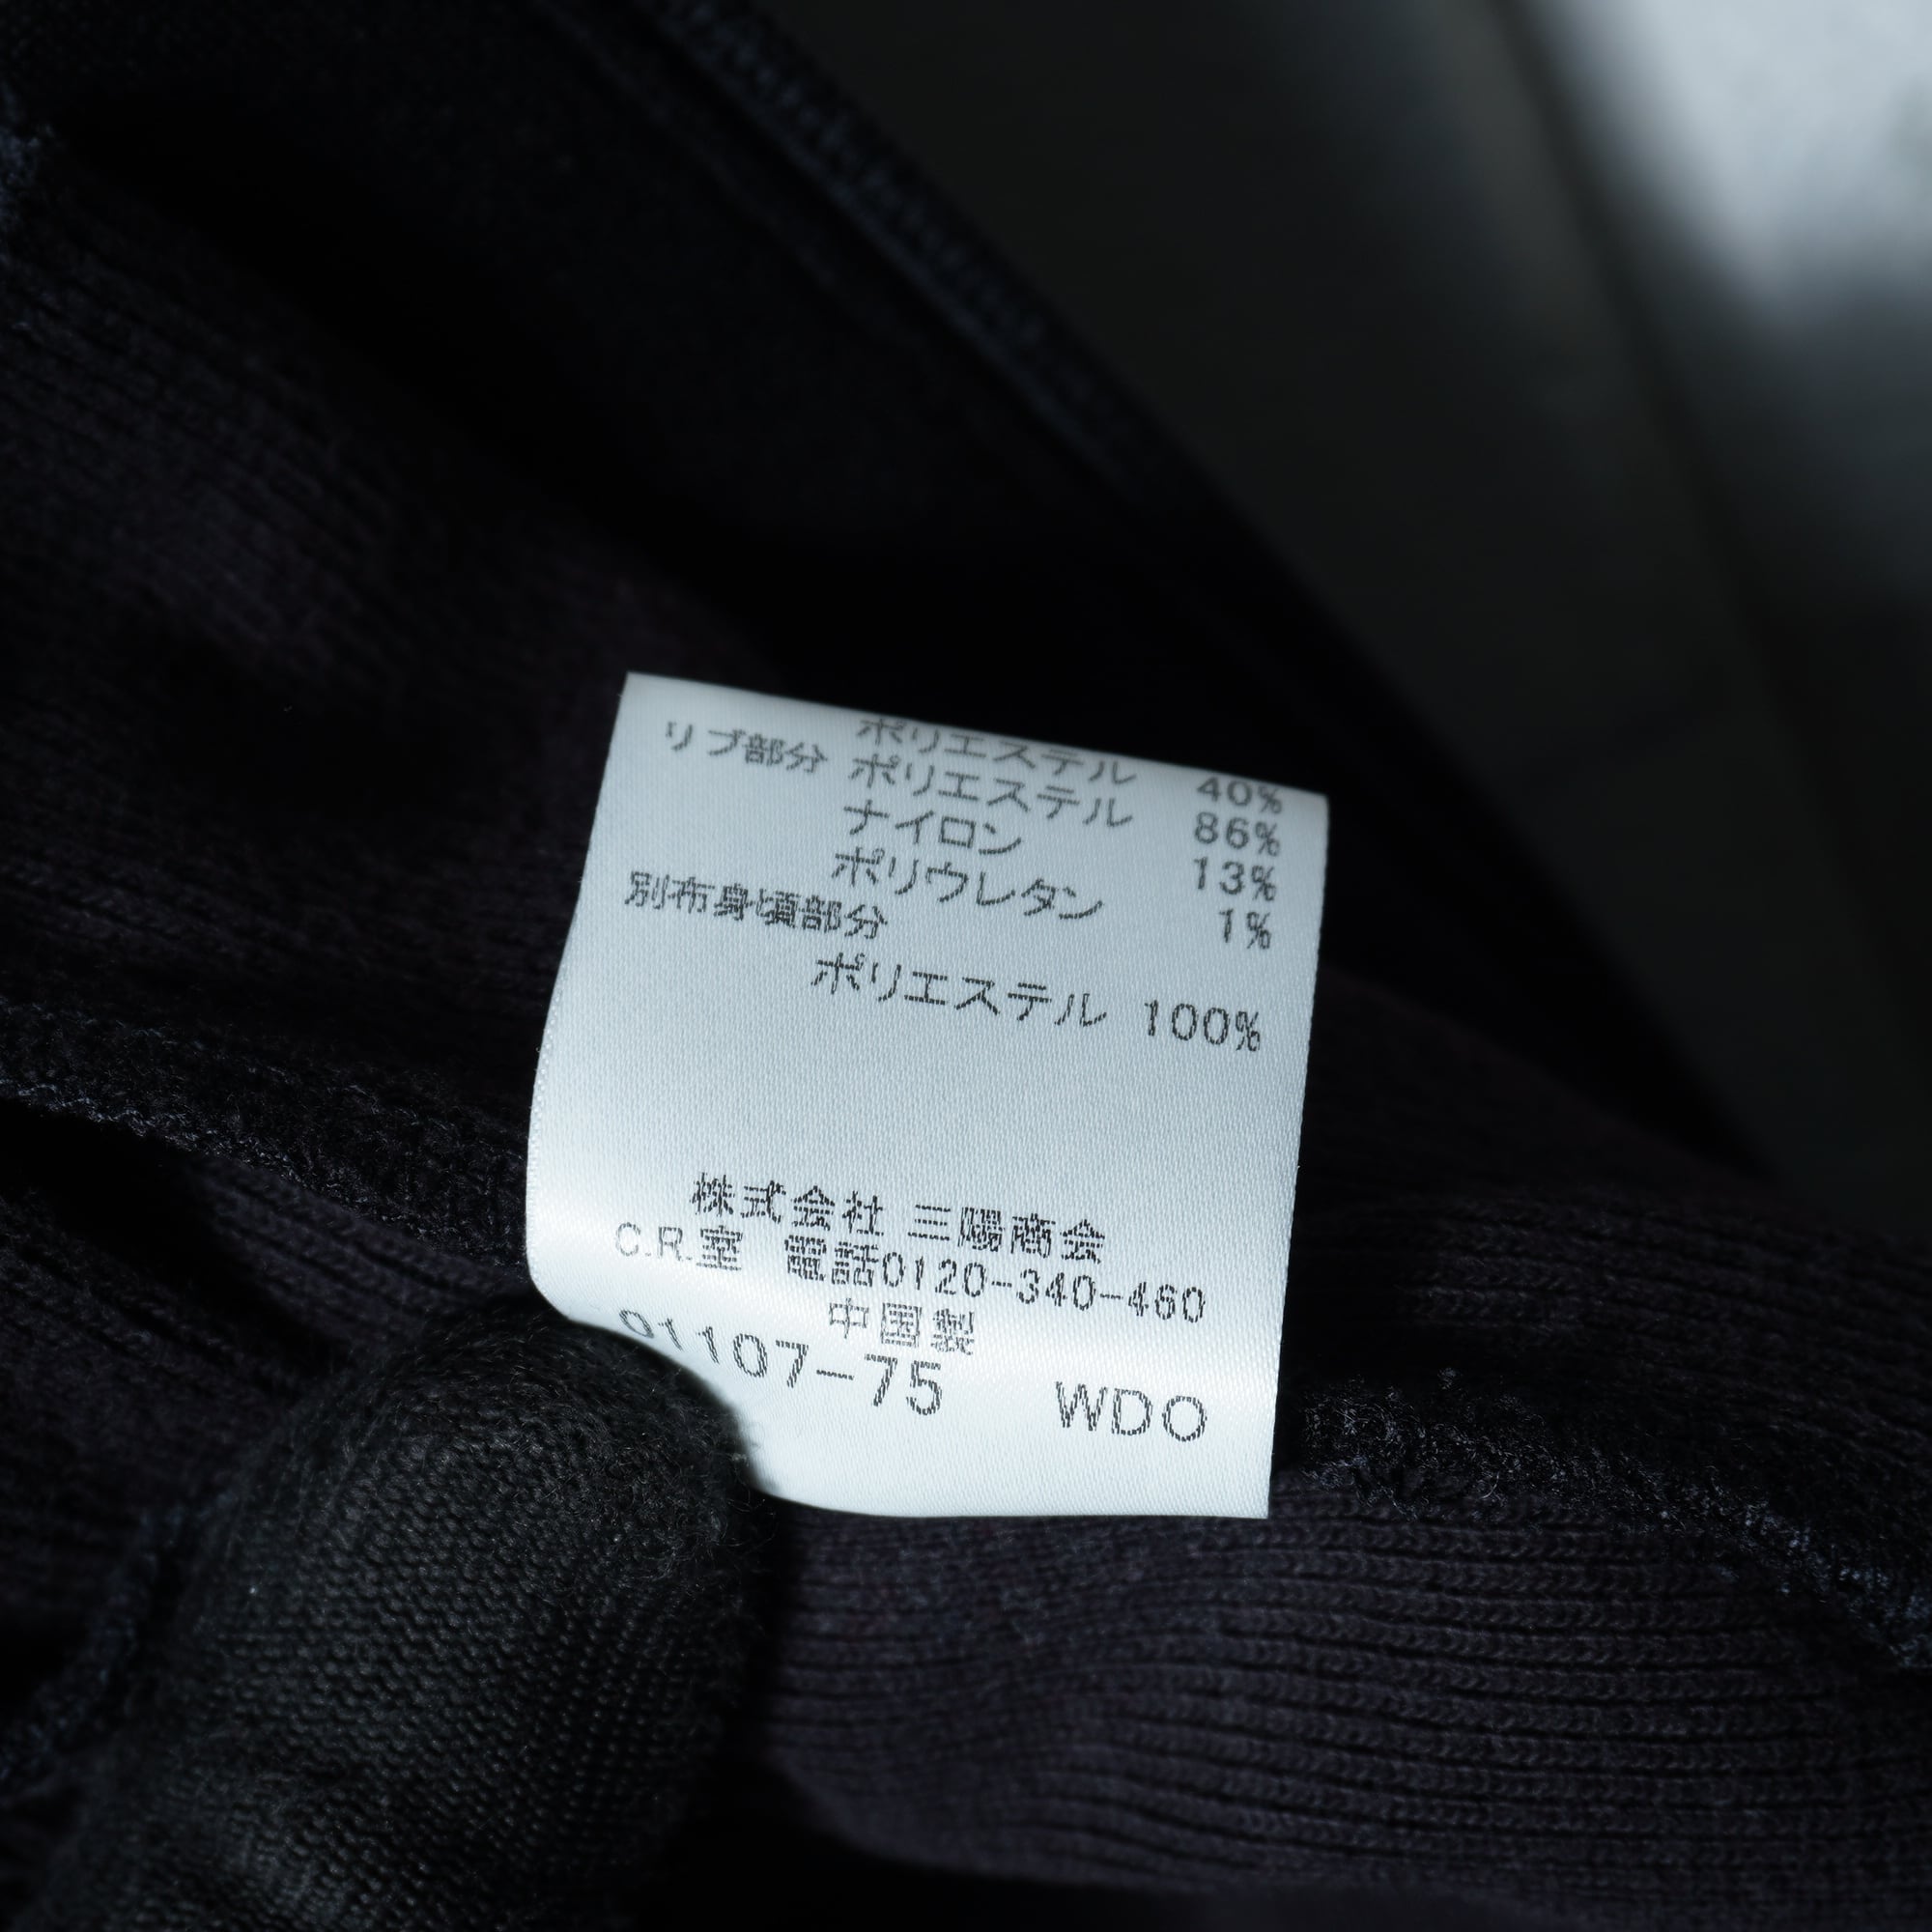 ポリエステル 40%
リブ部分 ポリエステル 86%
ナイロン 13%
ポリウレタン 1%
別布身頃部分
ポリエステル 100%
株式会社 三陽商会
C.R.室 電話0120-340-460
中国製
01107-75 WDO